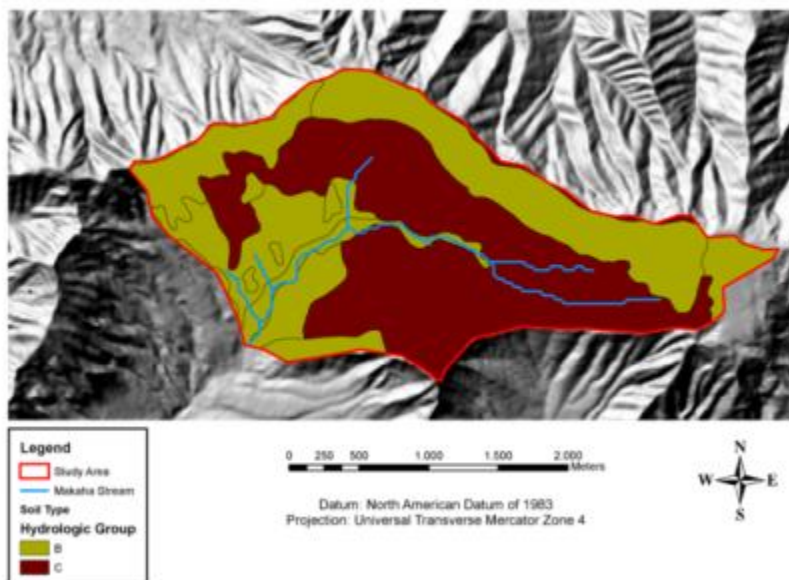 Legend
Study Area
Makaha Stream
Soil Type
Hydrologic Group
B
C
0 250 500 1.000 1.500 2.000
Meters
Datum: North American Datum of 1983
Projection: Universal Transverse Mercator Zone 4
N
W E
S